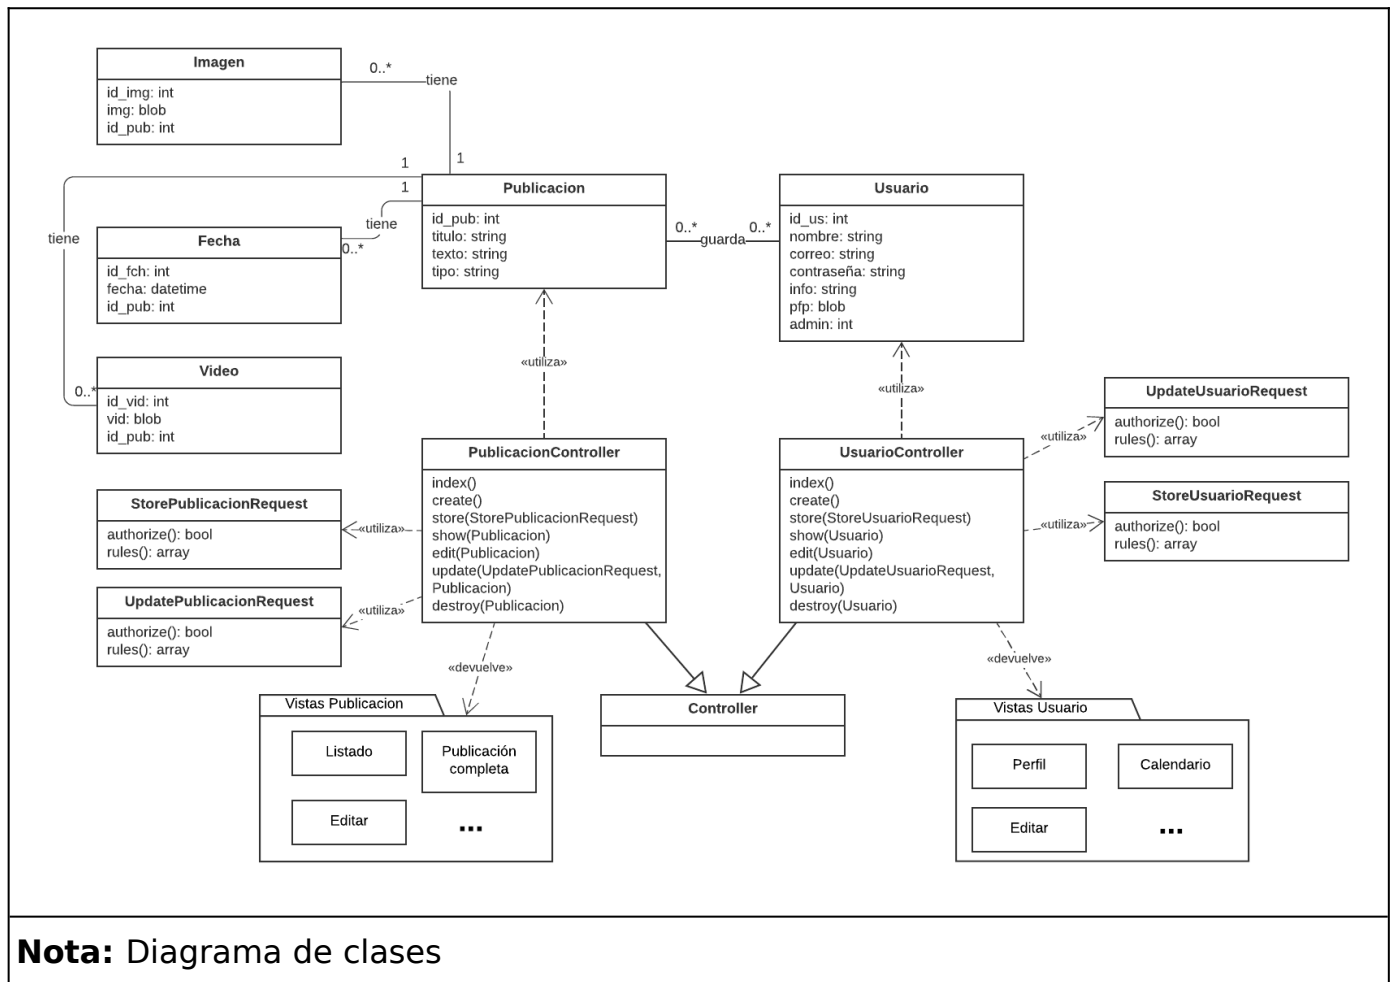 Imagen
id_img: int
img: blob
id_pub: int
0..*
tiene
1
1
1
tiene
0..*
tiene
0..*
Fecha
id_fch: int
fecha: datetime
id_pub: int
Video
id_vid: int
vid: blob
id_pub: int
Publicacion
id_pub: int
titulo: string
texto: string
tipo: string
0..*
guarda
0..*
Usuario
id_us: int
nombre: string
correo: string
contraseña: string
info: string
pfp: blob
admin: int
«utiliza»
«utiliza»
StorePublicacionRequest
authorize(): bool
rules(): array
UpdatePublicacionRequest
authorize(): bool
rules(): array
«utiliza»
«utiliza»
PublicacionController
index()
create()
store(StorePublicacionRequest)
show(Publicacion)
edit(Publicacion)
update(UpdatePublicacionRequest,
Publicacion)
destroy(Publicacion)
UsuarioController
index()
create()
store(StoreUsuarioRequest)
show(Usuario)
edit(Usuario)
update(UpdateUsuarioRequest,
Usuario)
destroy(Usuario)
«utiliza»
«utiliza»
UpdateUsuarioRequest
authorize(): bool
rules(): array
StoreUsuarioRequest
authorize(): bool
rules(): array
«devuelve»
«devuelve»
Vistas Publicacion
Listado
Publicación
completa
Editar
...
Controller
Vistas Usuario
Perfil
Calendario
Editar
...
Nota: Diagrama de clases